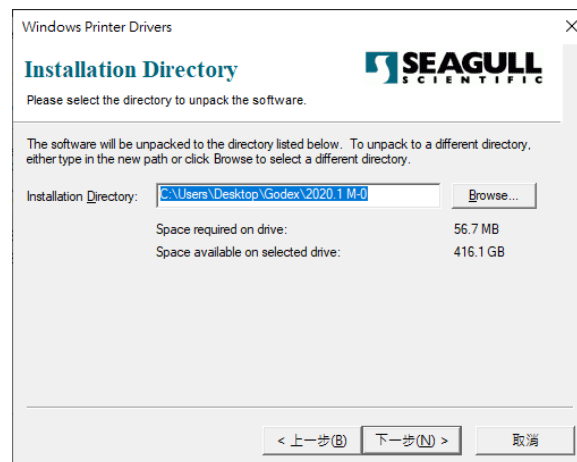 Windows Printer Drivers
Installation Directory
SEAGULL
SCIENTIFIC
Please select the directory to unpack the software.
The software will be unpacked to the directory listed below. To unpack to a different directory,
either type in the new path or click Browse to select a different directory.
Installation Directory: C:\Users\Desktop\Godex\2020.1 M-0 Browse...
Space required on drive: 56.7 MB
Space available on selected drive: 416.1 GB
< 上一步(B) 下一步(N) > 取消